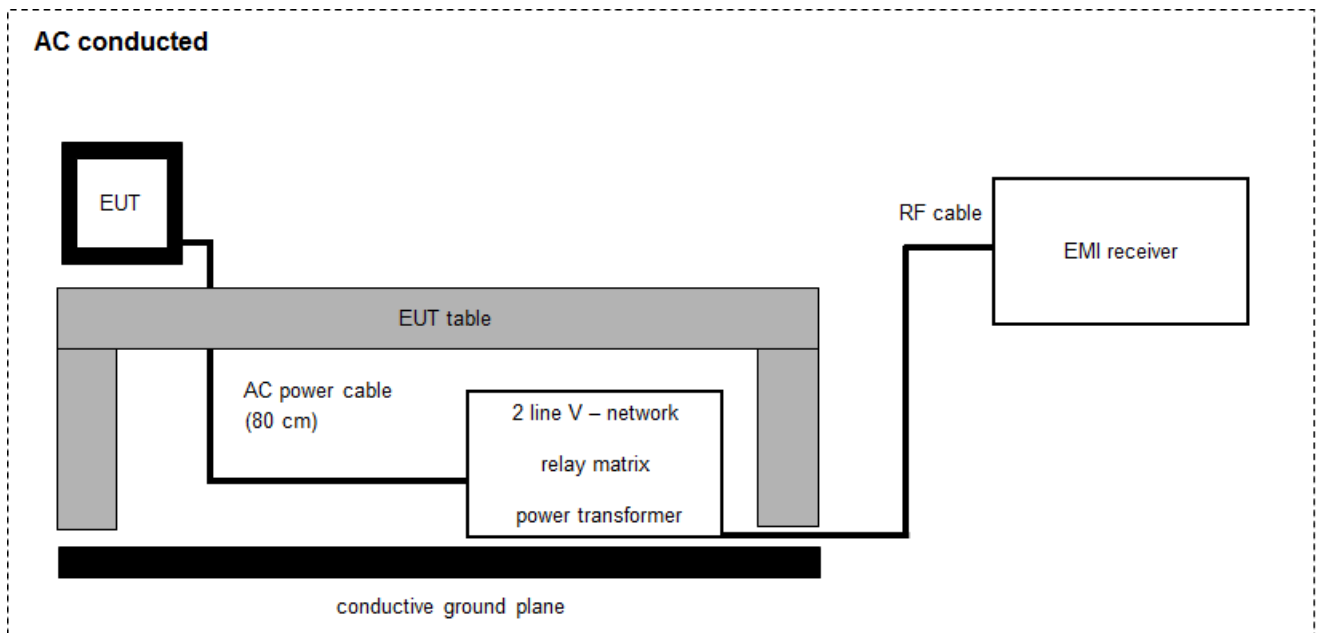 AC conducted
EUT
RF cable
EMI receiver
EUT table
AC power cable
(80 cm)
2 line V – network
relay matrix
power transformer
conductive ground plane